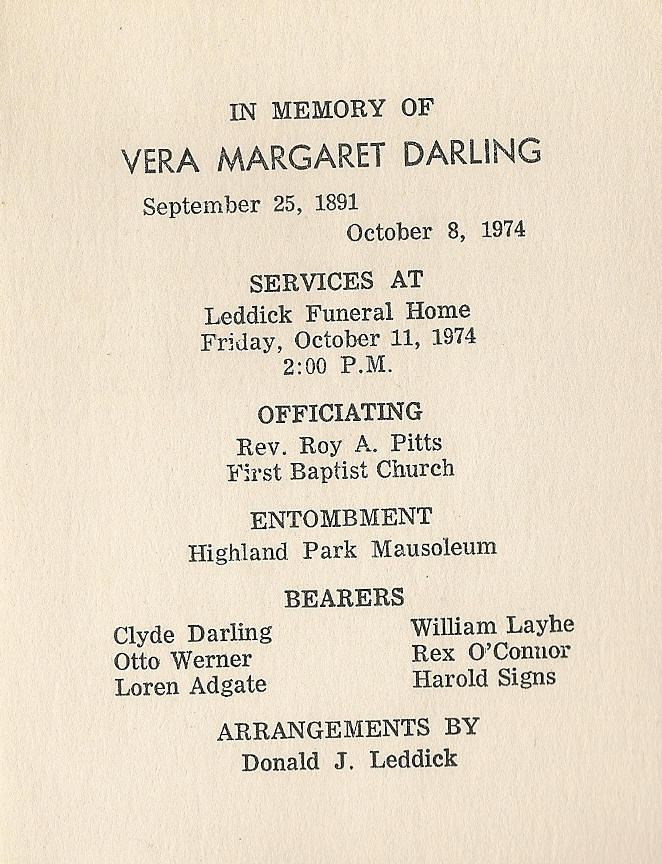 IN MEMORY OF
VERA MARGARET DARLING
September 25, 1891
October 8, 1974
SERVICES AT
Leddick Funeral Home
Friday, October 11, 1974
2:00 P.M.
OFFICIATING
Rev. Roy A. Pitts
First Baptist Church
ENTOMBMENT
Highland Park Mausoleum
BEARERS
Clyde Darling
Otto Werner
Loren Adgate
William Layhe
Rex O'Connor
Harold Signs
ARRANGEMENTS BY
Donald J. Leddick